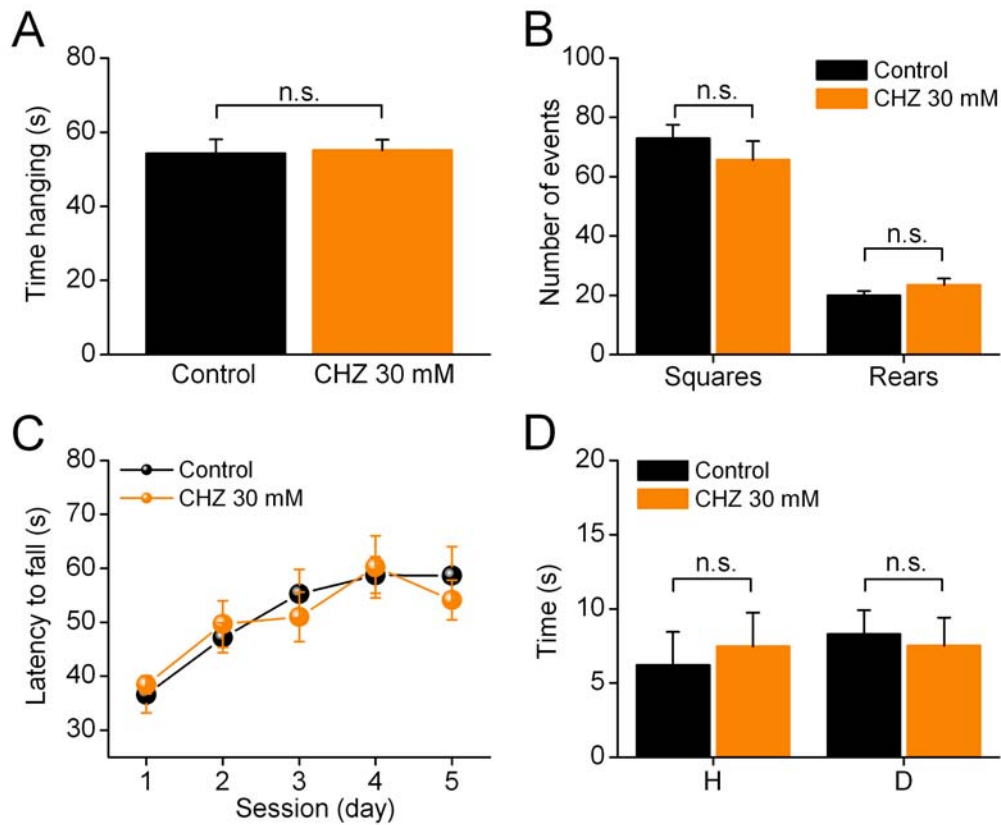 A
Time hanging (s)
80
60
40
20
0
n.s.
Control
CHZ 30 mM
B
Number of events
100
80
60
40
20
0
Control
CHZ 30 mM
n.s.
n.s.
Squares
Rears
C
Latency to fall (s)
80
70
60
50
40
30
Control
CHZ 30 mM
1 2 3 4 5
Session (day)
D
Time (s)
20
15
10
5
0
Control
CHZ 30 mM
n.s.
n.s.
H
D